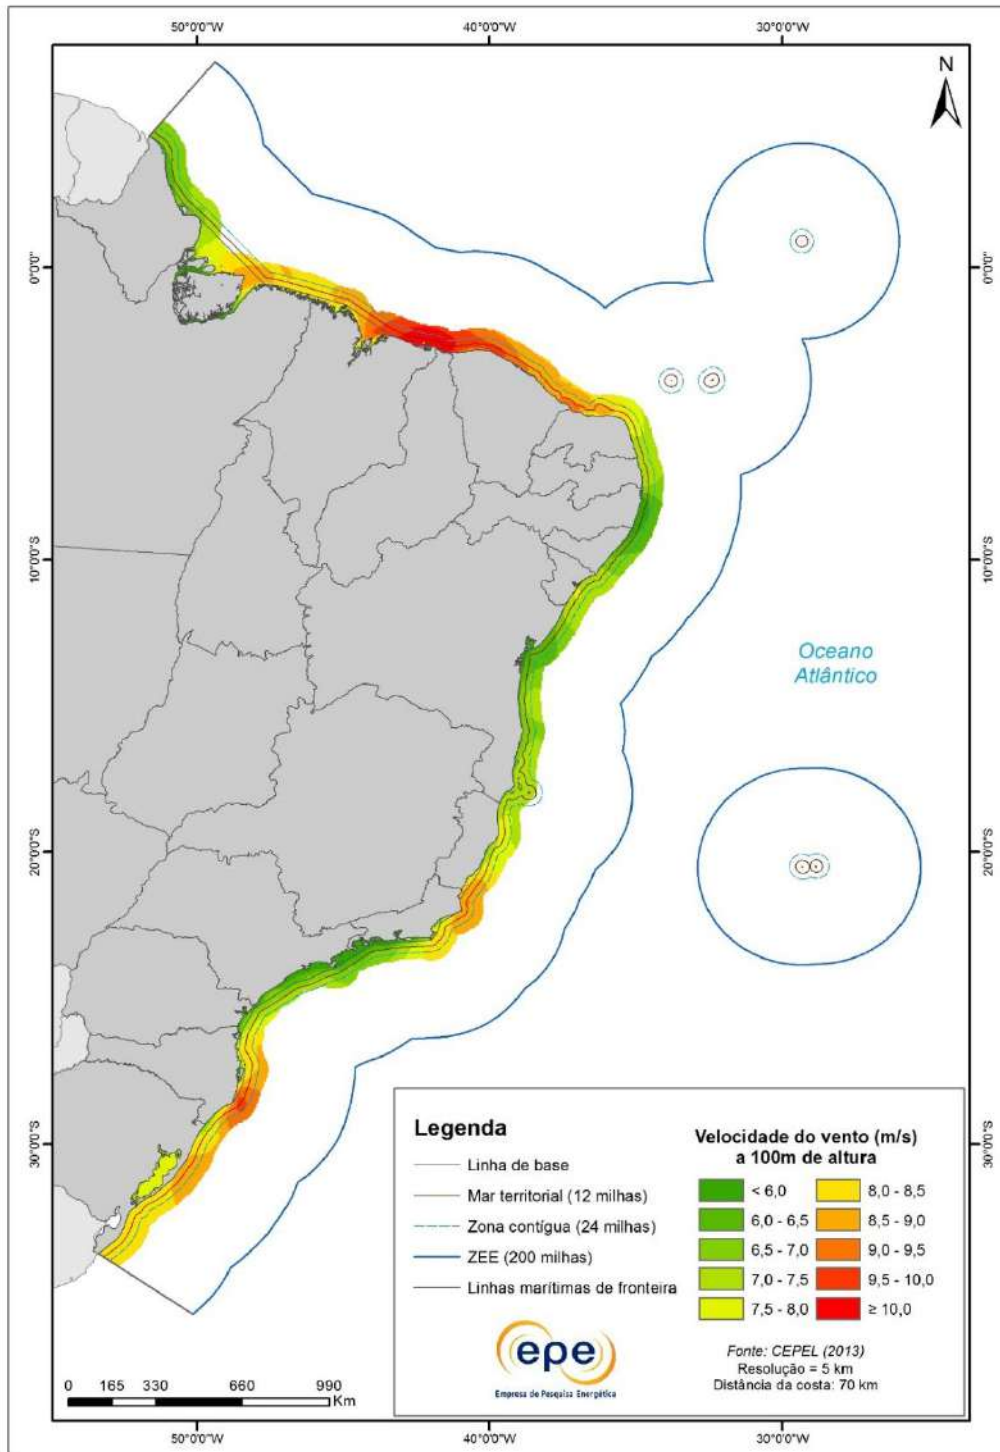 50°0'0"W 40°0'0"W 30°0'0"W
N
0°0'0" 0°0'0"
10°0'0"S 10°0'0"S
Oceano
Atlântico
20°0'0"S 20°0'0"S
30°0'0"S 30°0'0"S
Legenda
Linha de base
Mar territorial (12 milhas)
Zona contígua (24 milhas)
ZEE (200 milhas)
Linhas marítimas de fronteira
Velocidade do vento (m/s)
a 100m de altura
< 6,0 8,0 - 8,5
6,0 - 6,5 8,5 - 9,0
6,5 - 7,0 9,0 - 9,5
7,0 - 7,5 9,5 - 10,0
7,5 - 8,0 ≥ 10,0
epe
Empresa de Pesquisa Energética
Fonte: CEPEL (2013)
Resolução = 5 km
Distância da costa: 70 km
0 165 330 660 990
Km
50°0'0"W 40°0'0"W 30°0'0"W